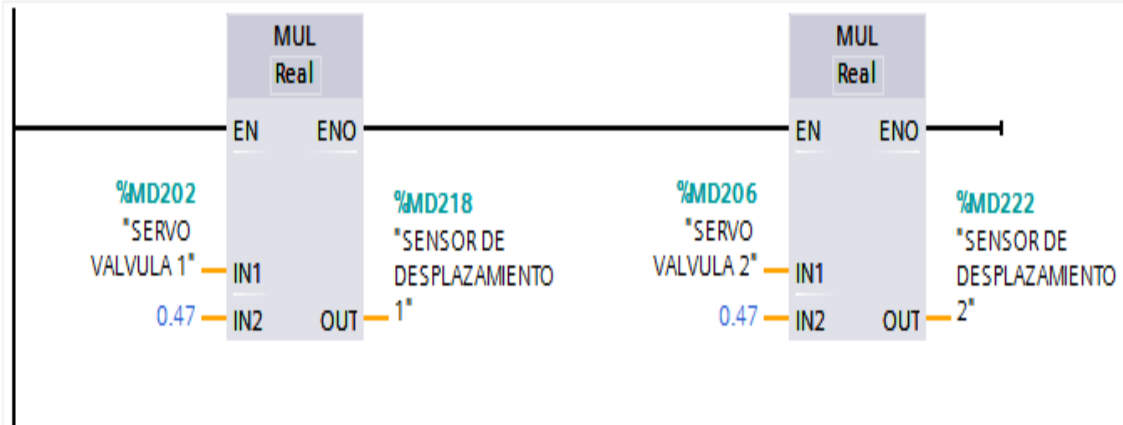 MUL
Real
EN ENO
%MD202
"SERVO
VALVULA 1"
IN1
0.47
IN2 OUT
%MD218
"SENSOR DE
DESPLAZAMIENTO
1"
MUL
Real
EN ENO
%MD206
"SERVO
VALVULA 2"
IN1
0.47
IN2 OUT
%MD222
"SENSOR DE
DESPLAZAMIENTO
2"